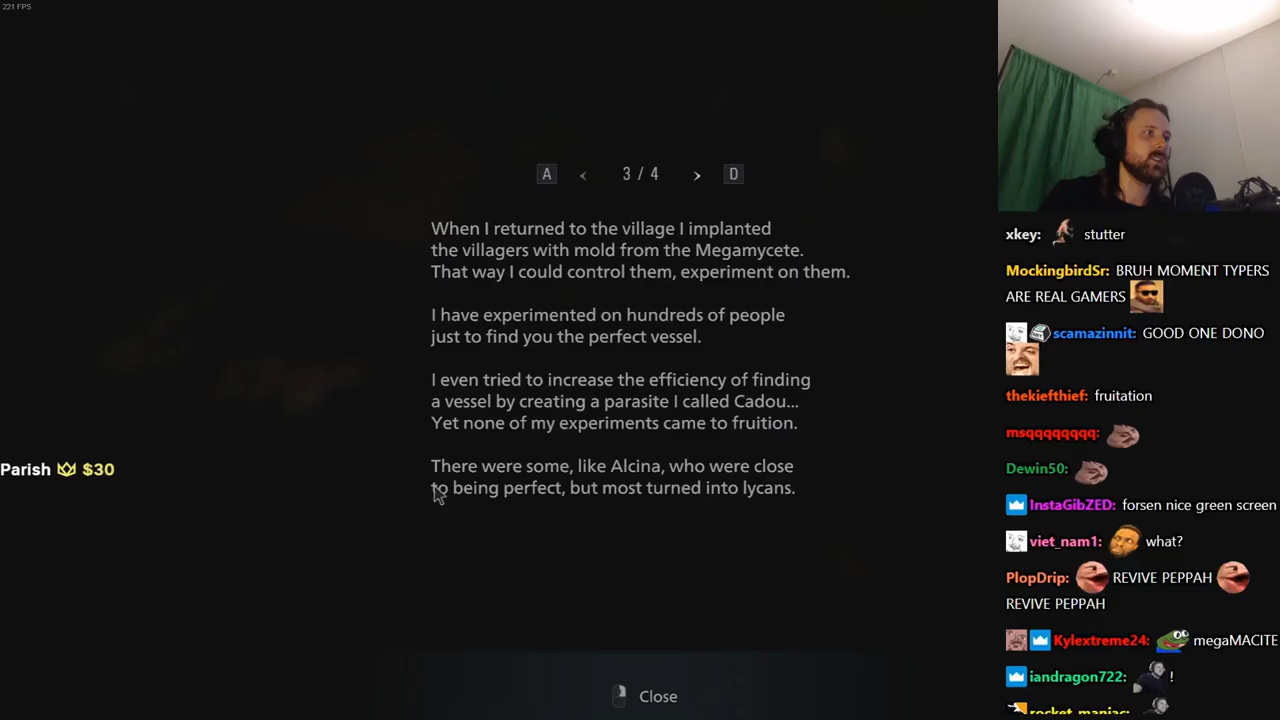 221 FPS
A < 3 / 4 > D
When I returned to the village I implanted
the villagers with mold from the Megamycete.
That way I could control them, experiment on them.
I have experimented on hundreds of people
just to find you the perfect vessel.
I even tried to increase the efficiency of finding
a vessel by creating a parasite I called Cadou...
Yet none of my experiments came to fruition.
There were some, like Alcina, who were close
to being perfect, but most turned into lycans.
Close
Parish $30
xkey: stutter
MockingbirdSr: BRUH MOMENT TYPERS
ARE REAL GAMERS
scamazinnit: GOOD ONE DONO
thekiefthief: fruitation
msqqqqqqqq:
Dewin50:
InstaGibZED: forsen nice green screen
viet_nam1: what?
PlopDrip: REVIVE PEPPAH
REVIVE PEPPAH
Kylextreme24: megaMACITE
iandragon722: !
rocket_maniac: